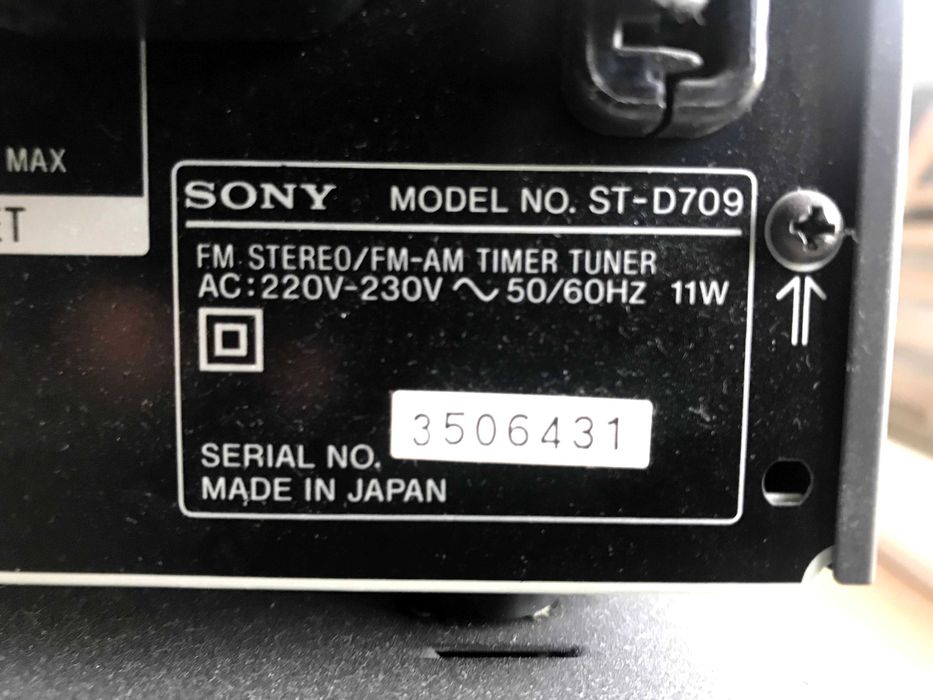 MAX
ET
SONY MODEL NO. ST-D709
FM STEREO/FM-AM TIMER TUNER
AC:220V-230V ~ 50/60HZ 11W
3506431
SERIAL NO.
MADE IN JAPAN